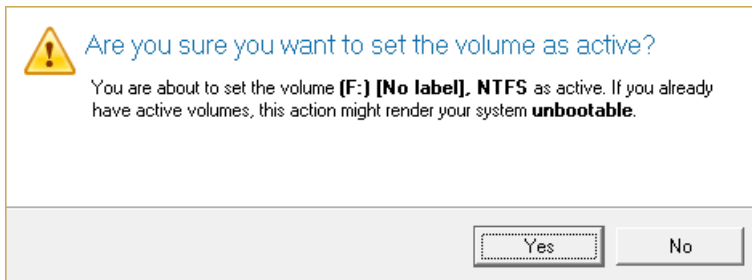 Are you sure you want to set the volume as active?
You are about to set the volume (F:) [No label], NTFS as active. If you already
have active volumes, this action might render your system unbootable.
Yes
No